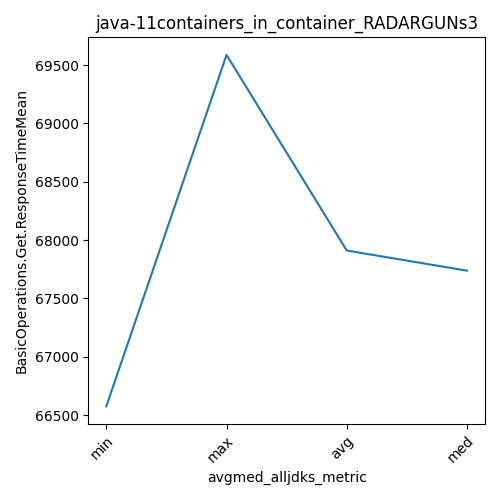 java-11containers_in_container_RADARGUNs3
BasicOperations.Get.ResponseTimeMean
69500
69000
68500
68000
67500
67000
66500
min
max
avg
med
avgmed_alljdks_metric